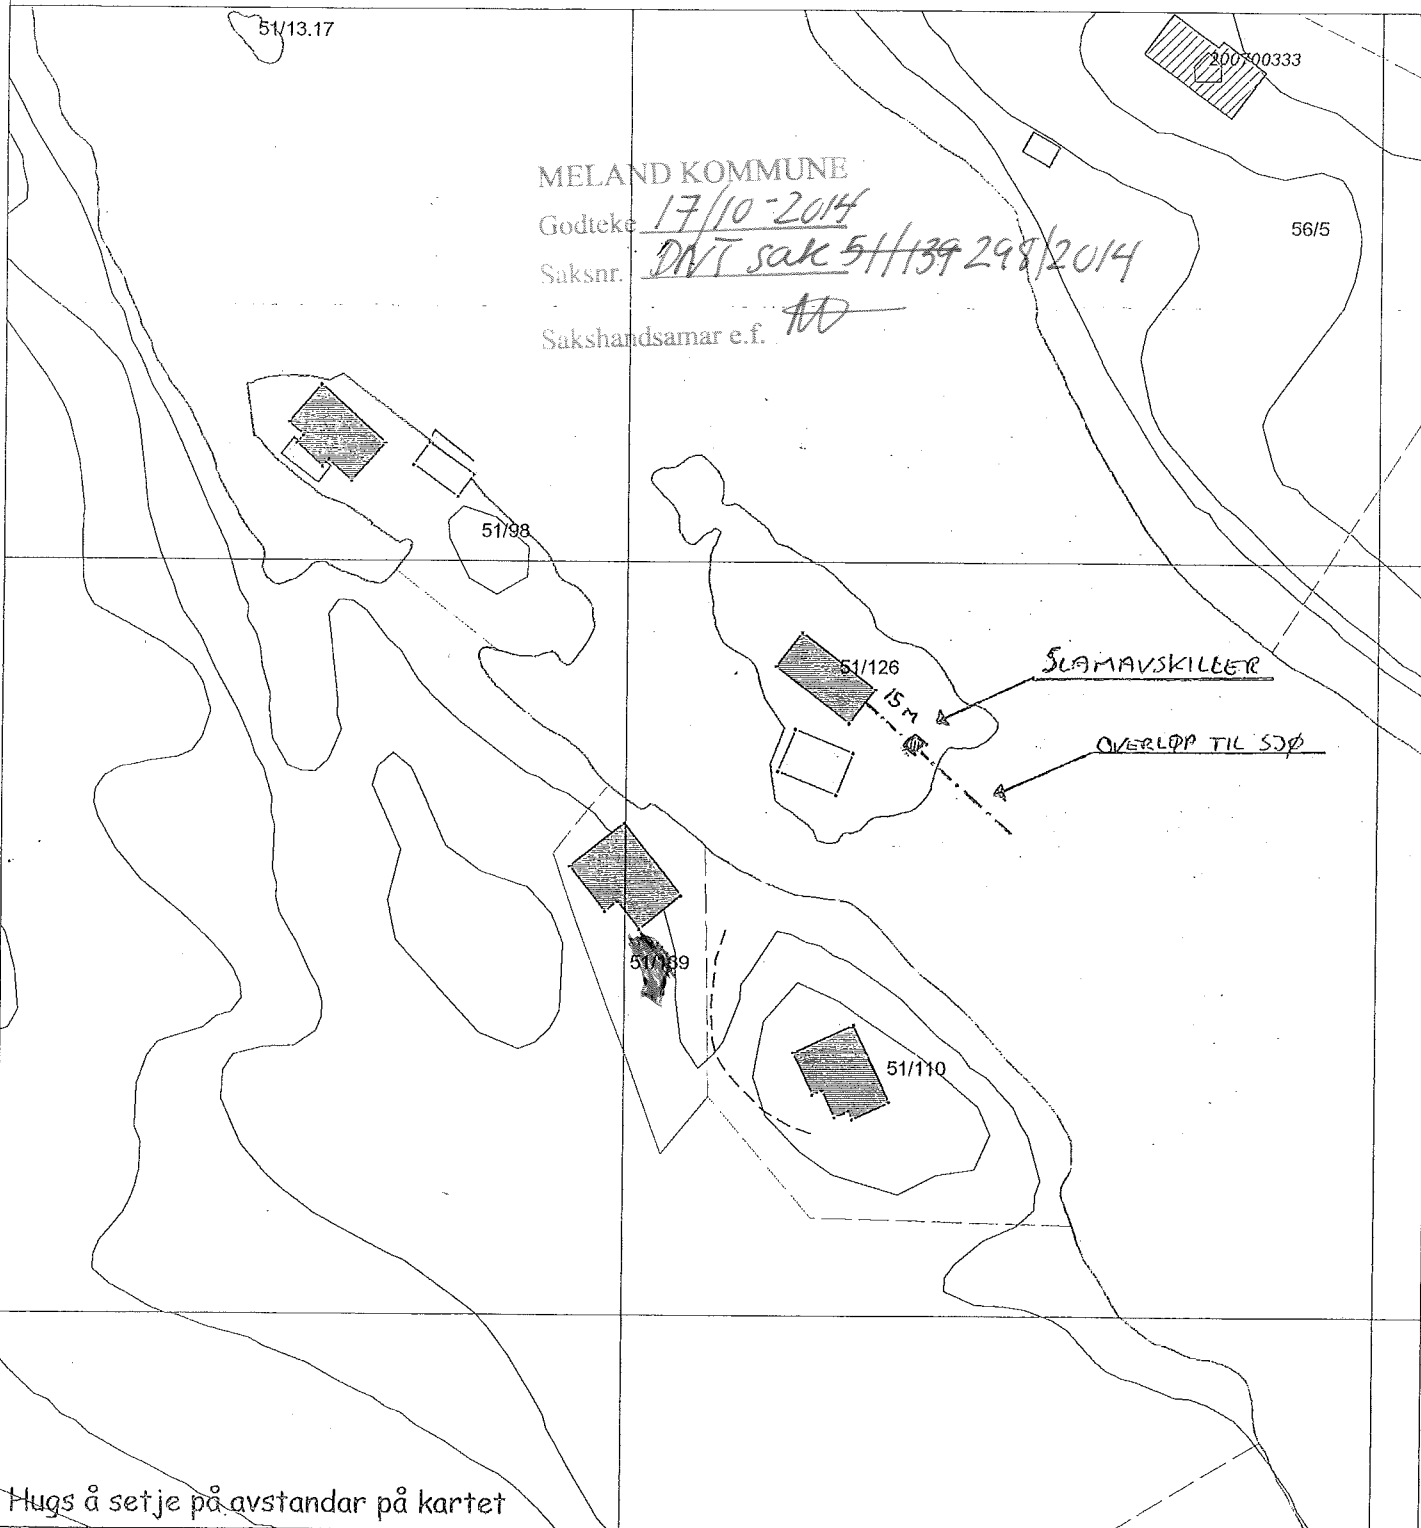 51/13.17
200700333
MELAND KOMMUNE
Godteke 17/10-2014
Saksnr. DNT sak 51/139 298/2014
Sakshandsamar e.f.
56/5
51/98
51/126
15 M
SLAMAVSKILLER
OVERLØP TIL SJØ
51/139
51/110
Hugs å setje på avstandar på kartet